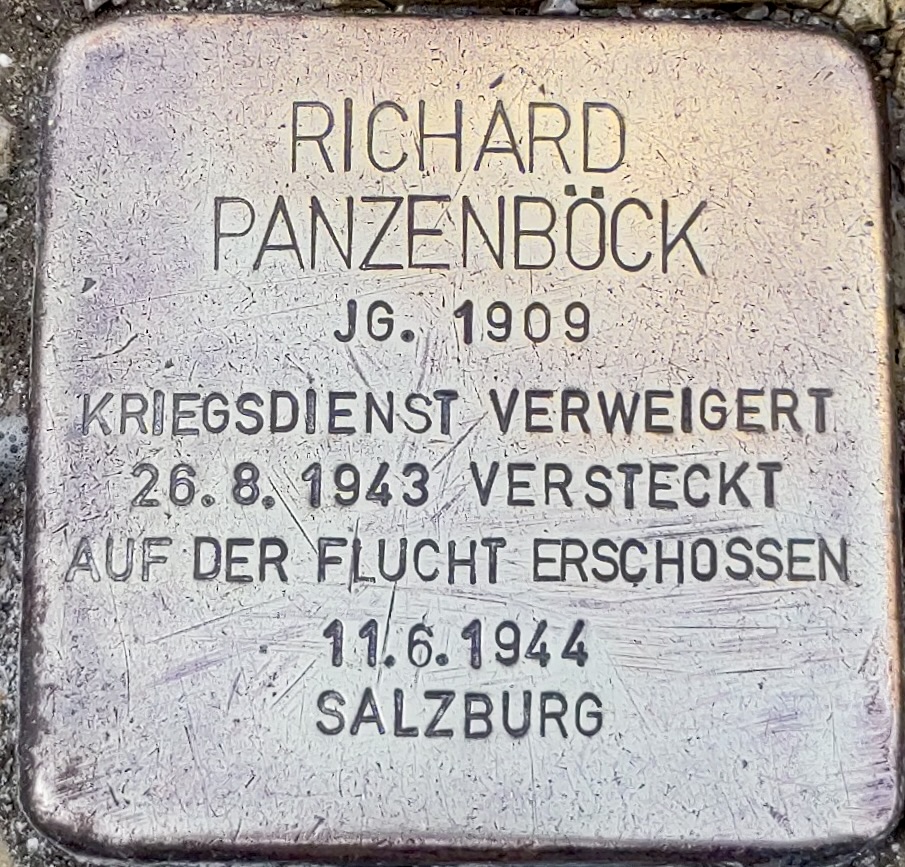 RICHARD
PANZENBÖCK
JG. 1909
KRIEGSDIENST VERWEIGERT
26.8.1943 VERSTECKT
AUF DER FLUCHT ERSCHOSSEN
11.6.1944
SALZBURG